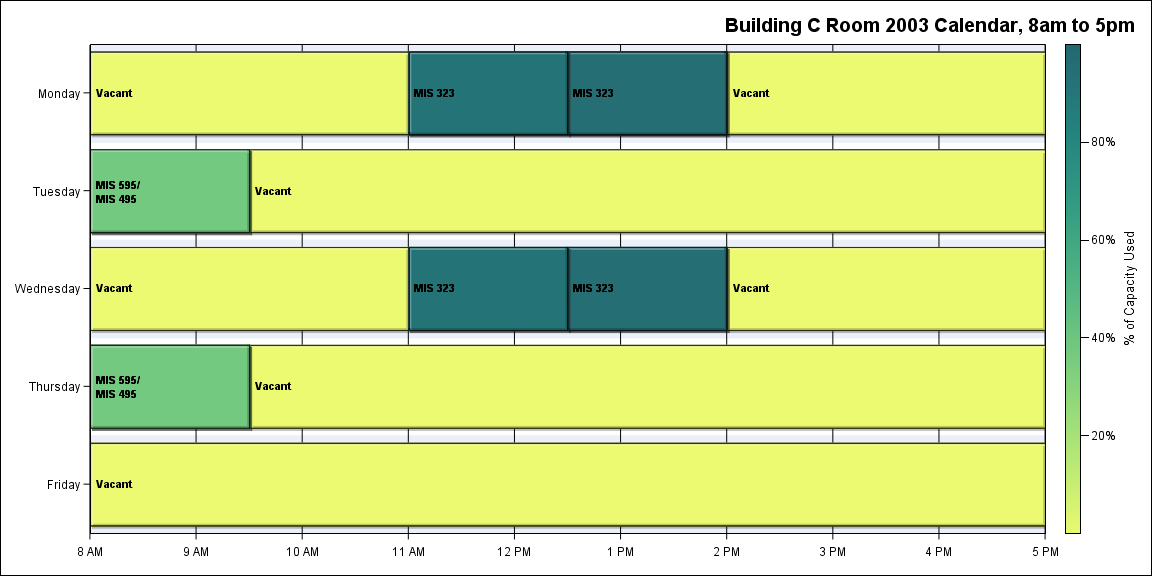 Building C Room 2003 Calendar, 8am to 5pm
Monday
Vacant
MIS 323
MIS 323
Vacant
Tuesday
MIS 595/
MIS 495
Vacant
Wednesday
Vacant
MIS 323
MIS 323
Vacant
Thursday
MIS 595/
MIS 495
Vacant
Friday
Vacant
8 AM
9 AM
10 AM
11 AM
12 PM
1 PM
2 PM
3 PM
4 PM
5 PM
80%
60%
40%
20%
% of Capacity Used